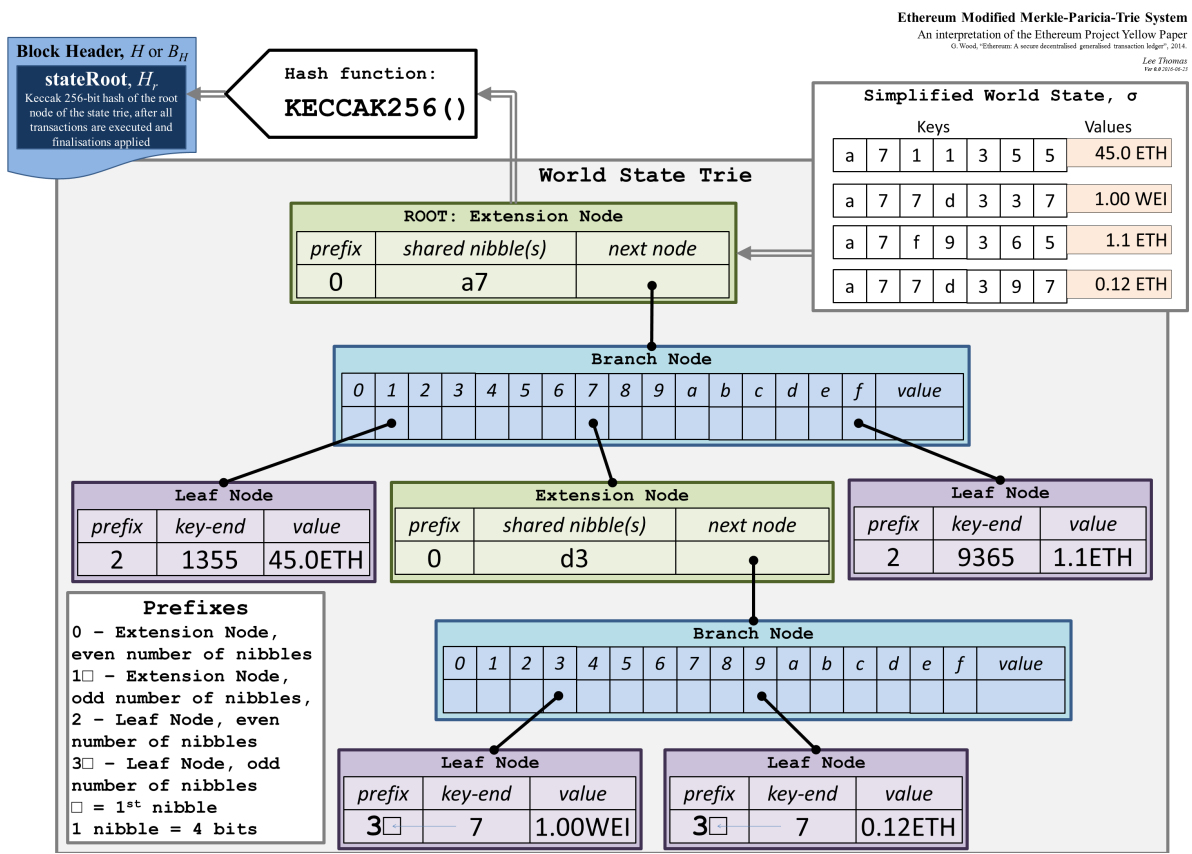 Ethereum Modified Merkle-Paricia-Trie System
An interpretation of the Ethereum Project Yellow Paper
G. Wood, "Ethereum: A secure decentralised generalised transaction ledger", 2014.
Lee Thomas
Ver 0.0 2016-06-23
Block Header, H or B_H
stateRoot, H_r
Keccak 256-bit hash of the root
node of the state trie, after all
transactions are executed and
finalisations applied
Hash function:
KECCAK256()
Simplified World State, σ
Keys Values
a 7 1 1 3 5 5 45.0 ETH
a 7 7 d 3 3 7 1.00 WEI
a 7 f 9 3 6 5 1.1 ETH
a 7 7 d 3 9 7 0.12 ETH
World State Trie
ROOT: Extension Node
prefix shared nibble(s) next node
0 a7
Branch Node
0 1 2 3 4 5 6 7 8 9 a b c d e f value
Leaf Node
prefix key-end value
2 1355 45.0ETH
Extension Node
prefix shared nibble(s) next node
0 d3
Leaf Node
prefix key-end value
2 9365 1.1ETH
Prefixes
0 – Extension Node,
even number of nibbles
1□ – Extension Node,
odd number of nibbles,
2 – Leaf Node, even
number of nibbles
3□ – Leaf Node, odd
number of nibbles
□ = 1st nibble
1 nibble = 4 bits
Branch Node
0 1 2 3 4 5 6 7 8 9 a b c d e f value
Leaf Node
prefix key-end value
3□ 7 1.00WEI
Leaf Node
prefix key-end value
3□ 7 0.12ETH